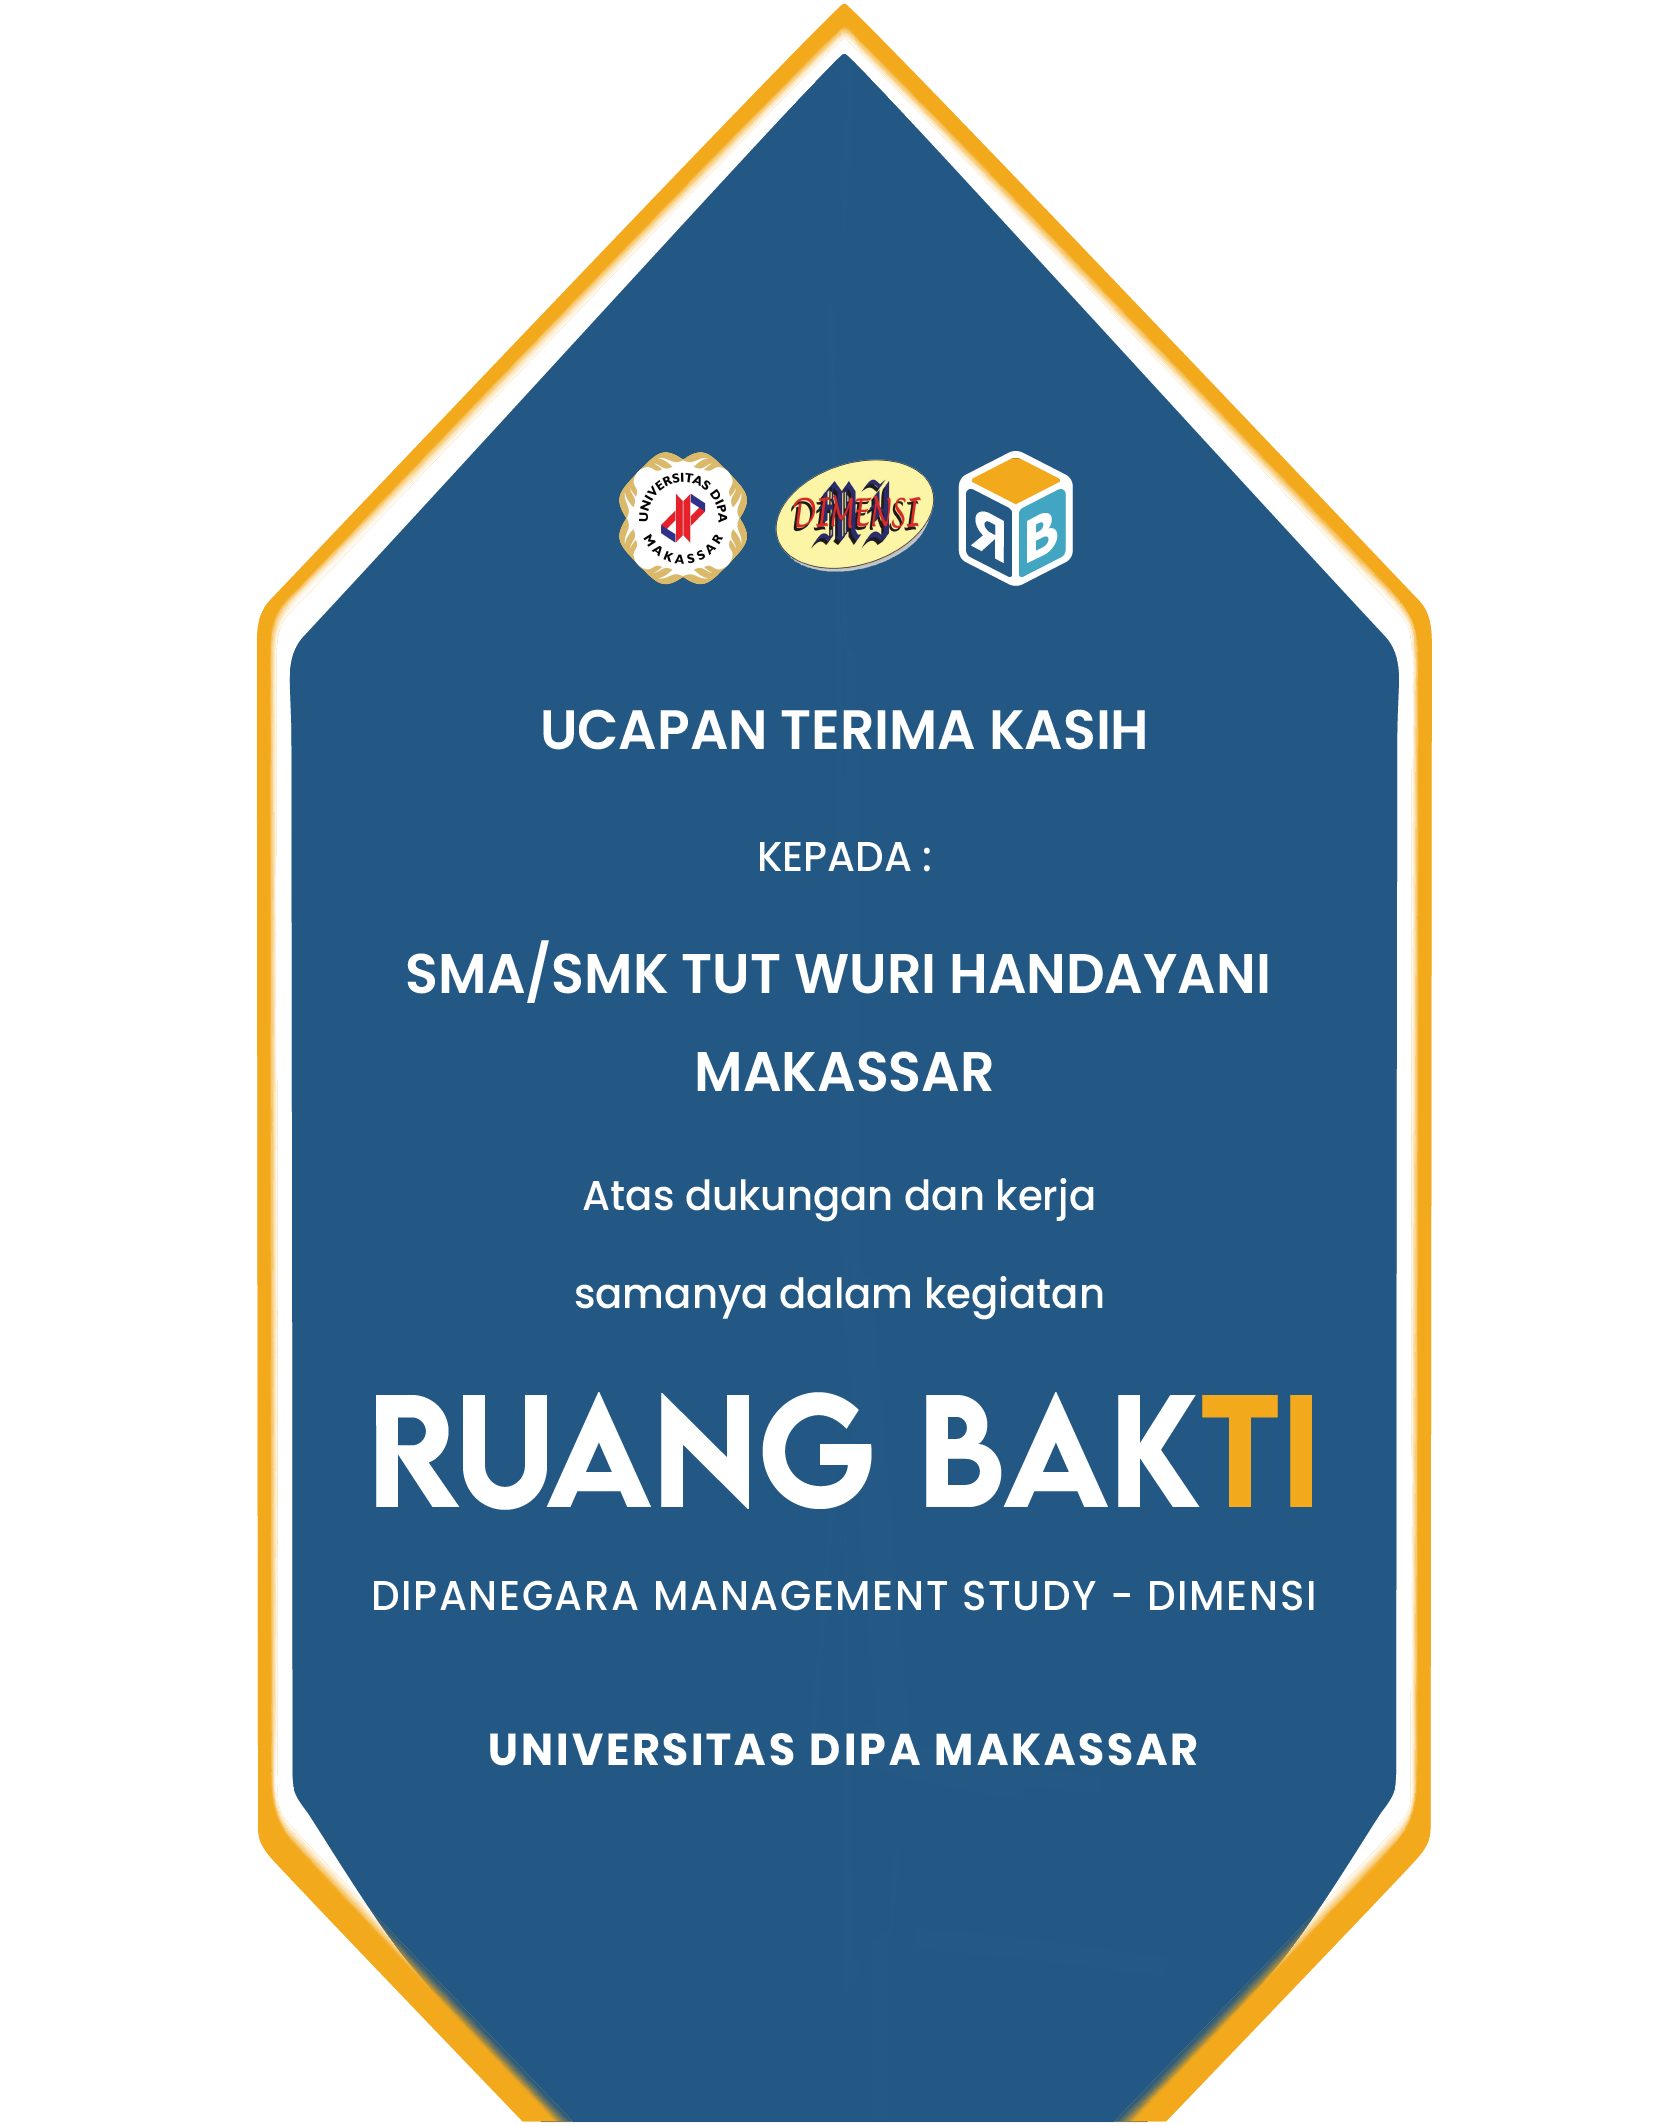 UNIVERSITAS DIPA
MAKASSAR
DIMENSI
RB
UCAPAN TERIMA KASIH
KEPADA :
SMA/SMK TUT WURI HANDAYANI
MAKASSAR
Atas dukungan dan kerja
samanya dalam kegiatan
RUANG BAKTI
DIPANEGARA MANAGEMENT STUDY - DIMENSI
UNIVERSITAS DIPA MAKASSAR